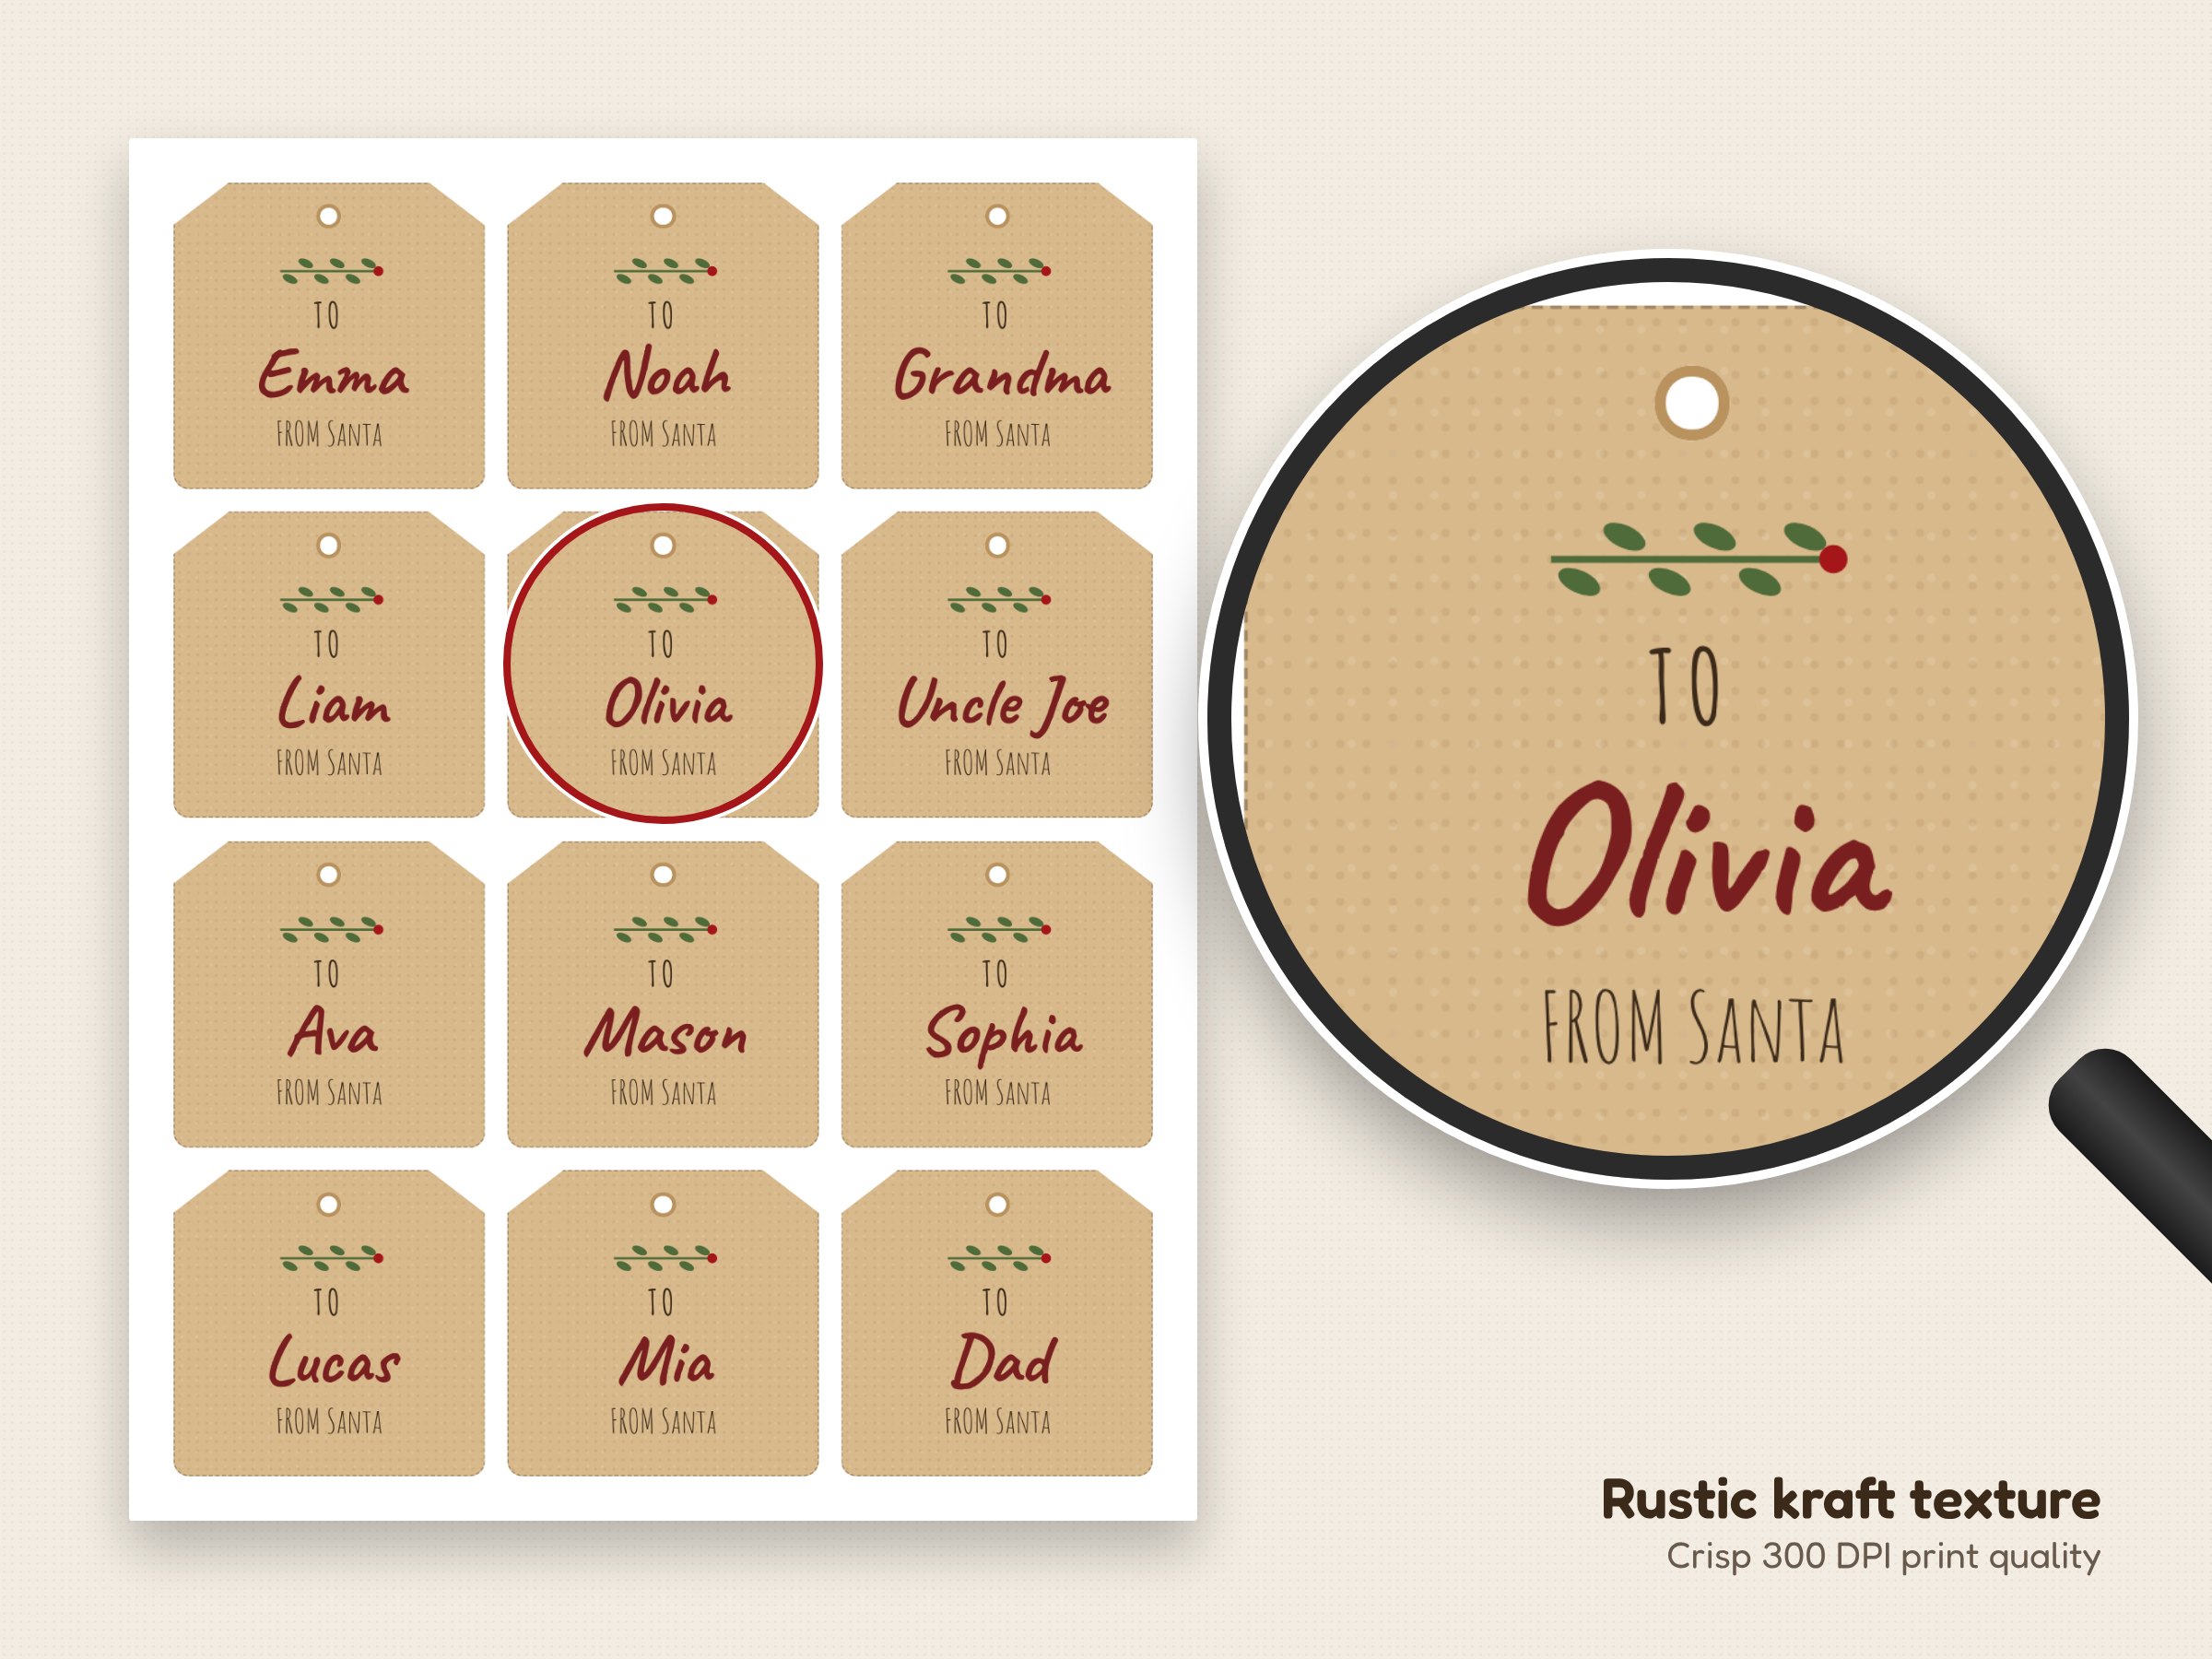 TO
Emma
FROM Santa
TO
Noah
FROM Santa
TO
Grandma
FROM Santa
TO
Liam
FROM Santa
TO
Olivia
FROM Santa
TO
Uncle Joe
FROM Santa
TO
Ava
FROM Santa
TO
Mason
FROM Santa
TO
Sophia
FROM Santa
TO
Lucas
FROM Santa
TO
Mia
FROM Santa
TO
Dad
FROM Santa
TO
Olivia
FROM Santa
Rustic kraft texture
Crisp 300 DPI print quality